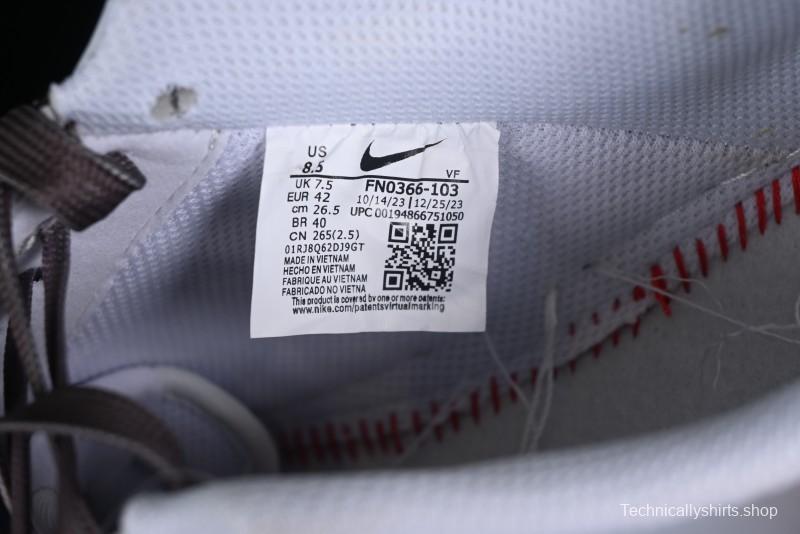 US
8.5
VF
UK 7.5 FN0366-103
EUR 42 10/14/23 | 12/25/23
cm 26.5 UPC 00194866751050
BR 40
CN 265(2.5)
01RJ8Q62DJ9GT
MADE IN VIETNAM
HECHO EN VIETNAM
FABRIQUE AU VIETNAM
FABRICADO NO VIETNA
This product is covered by one or more patents:
www.nike.com/patentsvirtualmarking
Technicallyshirts.shop